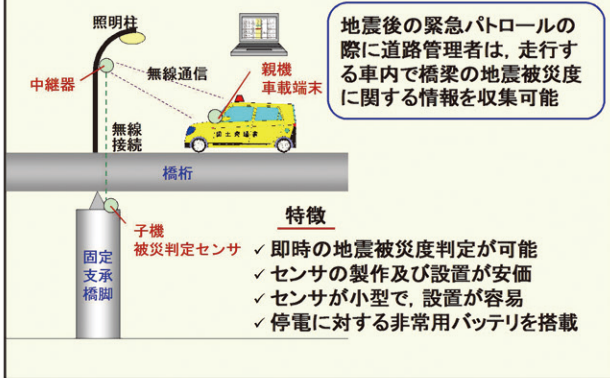 照明柱
中継器
無線通信
親機
車載端末
無線
接続
橋桁
子機
被災判定センサ
固定
支承
橋脚
地震後の緊急パトロールの
際に道路管理者は，走行す
る車内で橋梁の地震被災度
に関する情報を収集可能
特徴
✓ 即時の地震被災度判定が可能
✓ センサの製作及び設置が安価
✓ センサが小型で，設置が容易
✓ 停電に対する非常用バッテリを搭載